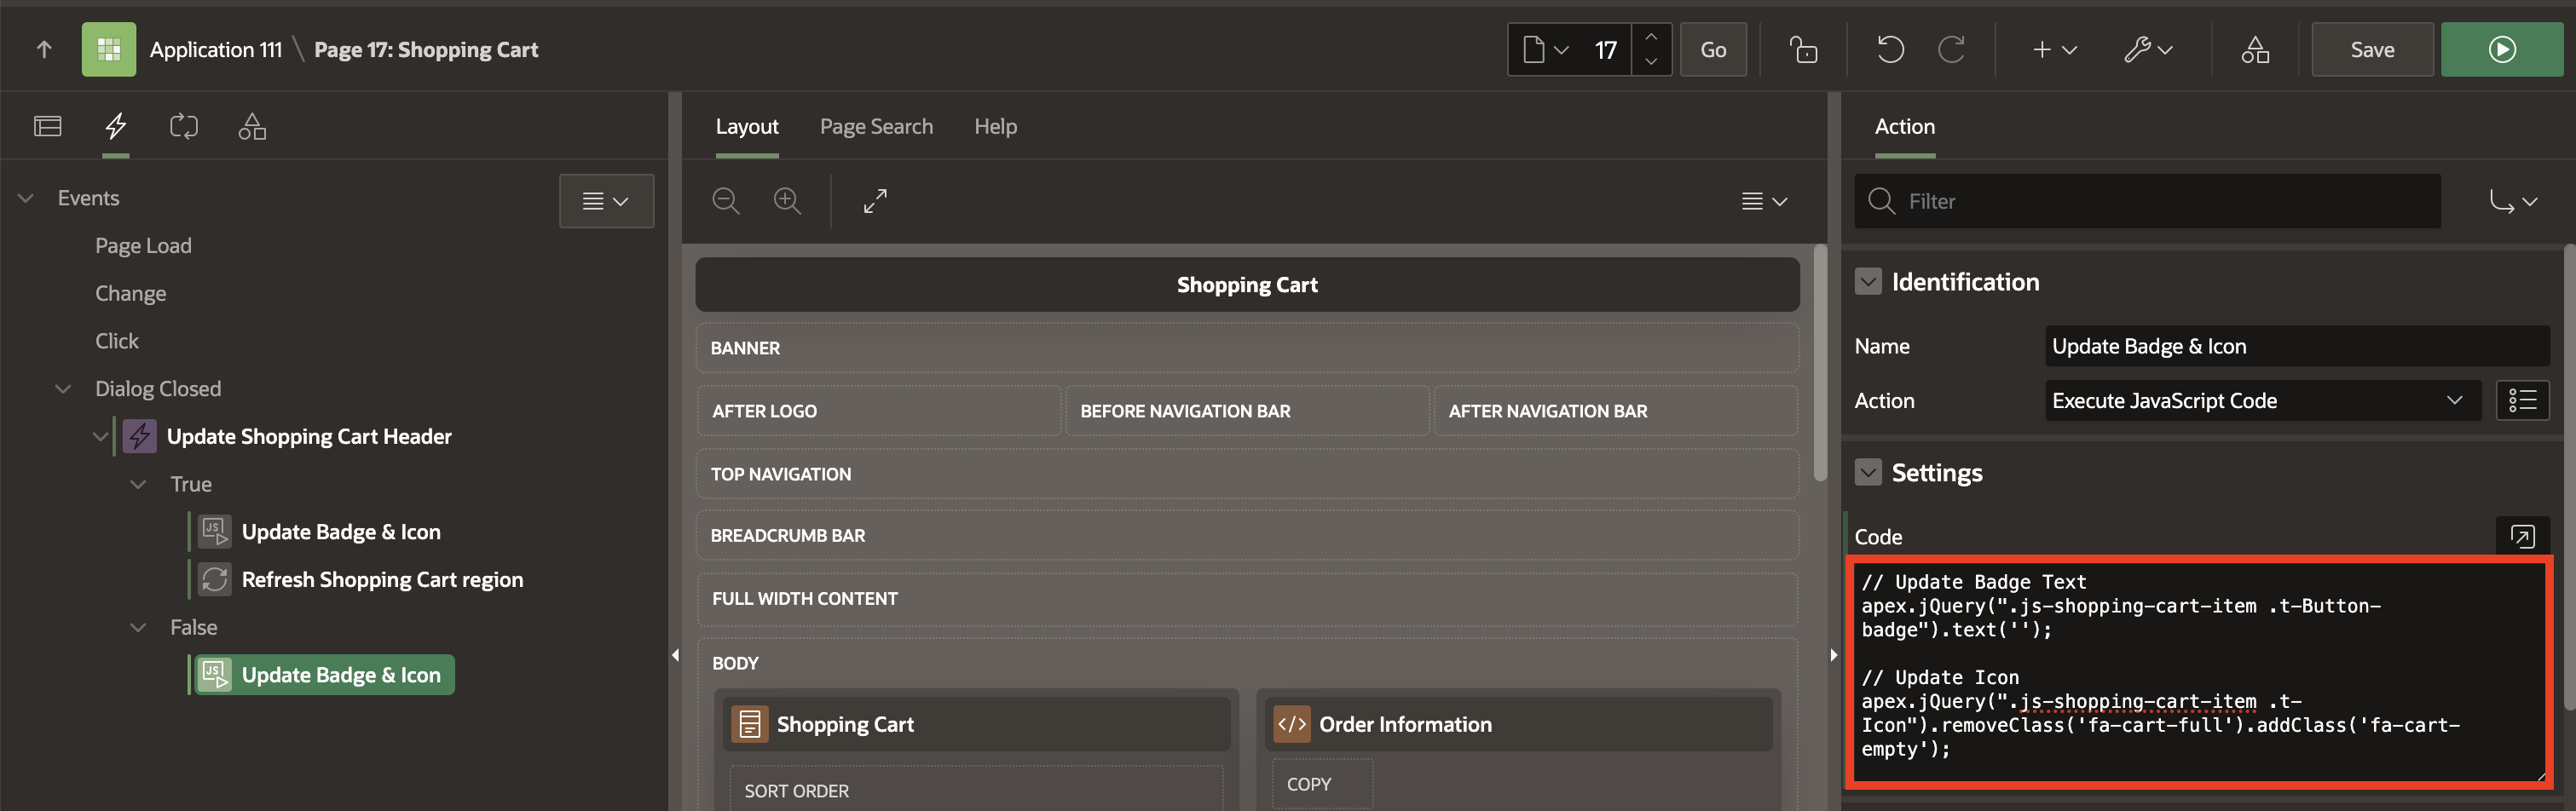 Application 111 \ Page 17: Shopping Cart
17
Go
Save
Layout
Page Search
Help
Action
Events
Page Load
Change
Click
Dialog Closed
Update Shopping Cart Header
True
JS
Update Badge & Icon
Refresh Shopping Cart region
False
JS
Update Badge & Icon
Shopping Cart
BANNER
AFTER LOGO
BEFORE NAVIGATION BAR
AFTER NAVIGATION BAR
TOP NAVIGATION
BREADCRUMB BAR
FULL WIDTH CONTENT
BODY
Shopping Cart
Order Information
SORT ORDER
COPY
Filter
Identification
Name
Update Badge & Icon
Action
Execute JavaScript Code
Settings
Code
// Update Badge Text
apex.jQuery(".js-shopping-cart-item .t-Button-
badge").text('');
// Update Icon
apex.jQuery(".js-shopping-cart-item .t-
Icon").removeClass('fa-cart-full').addClass('fa-cart-
empty');